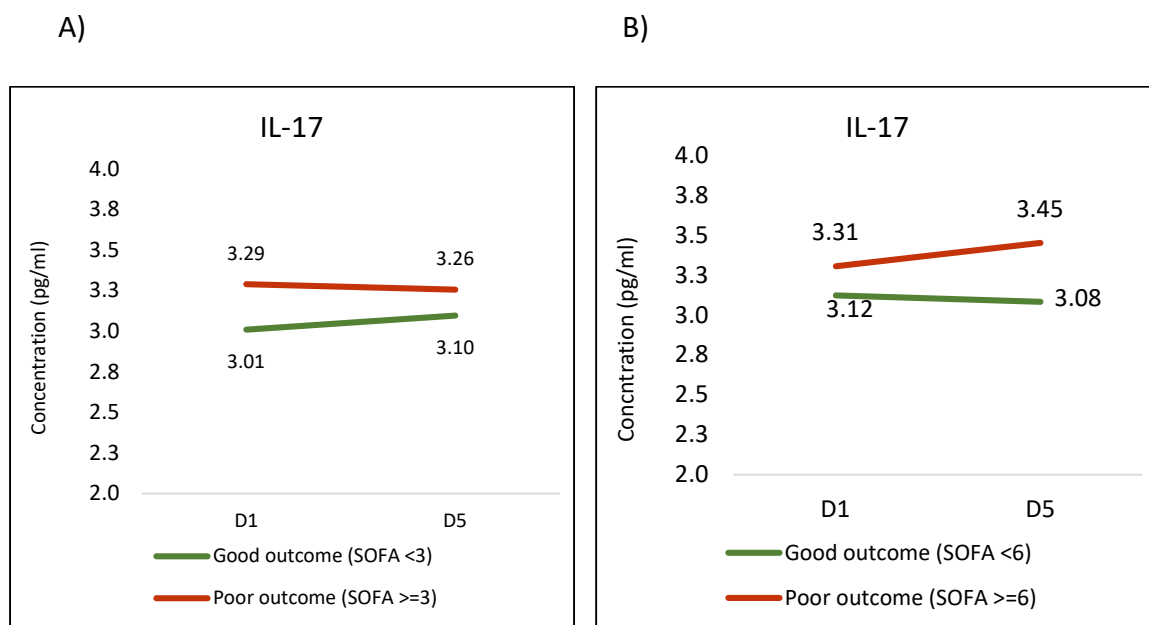 A)
IL-17
Concentration (pg/ml)
4.0
3.8
3.5
3.3
3.0
2.8
2.5
2.3
2.0
3.29
3.26
3.01
3.10
D1 D5
Good outcome (SOFA <3)
Poor outcome (SOFA >=3)
B)
IL-17
Concntration (pg/ml)
4.0
3.8
3.5
3.3
3.0
2.8
2.5
2.3
2.0
3.31
3.45
3.12
3.08
D1 D5
Good outcome (SOFA <6)
Poor outcome (SOFA >=6)